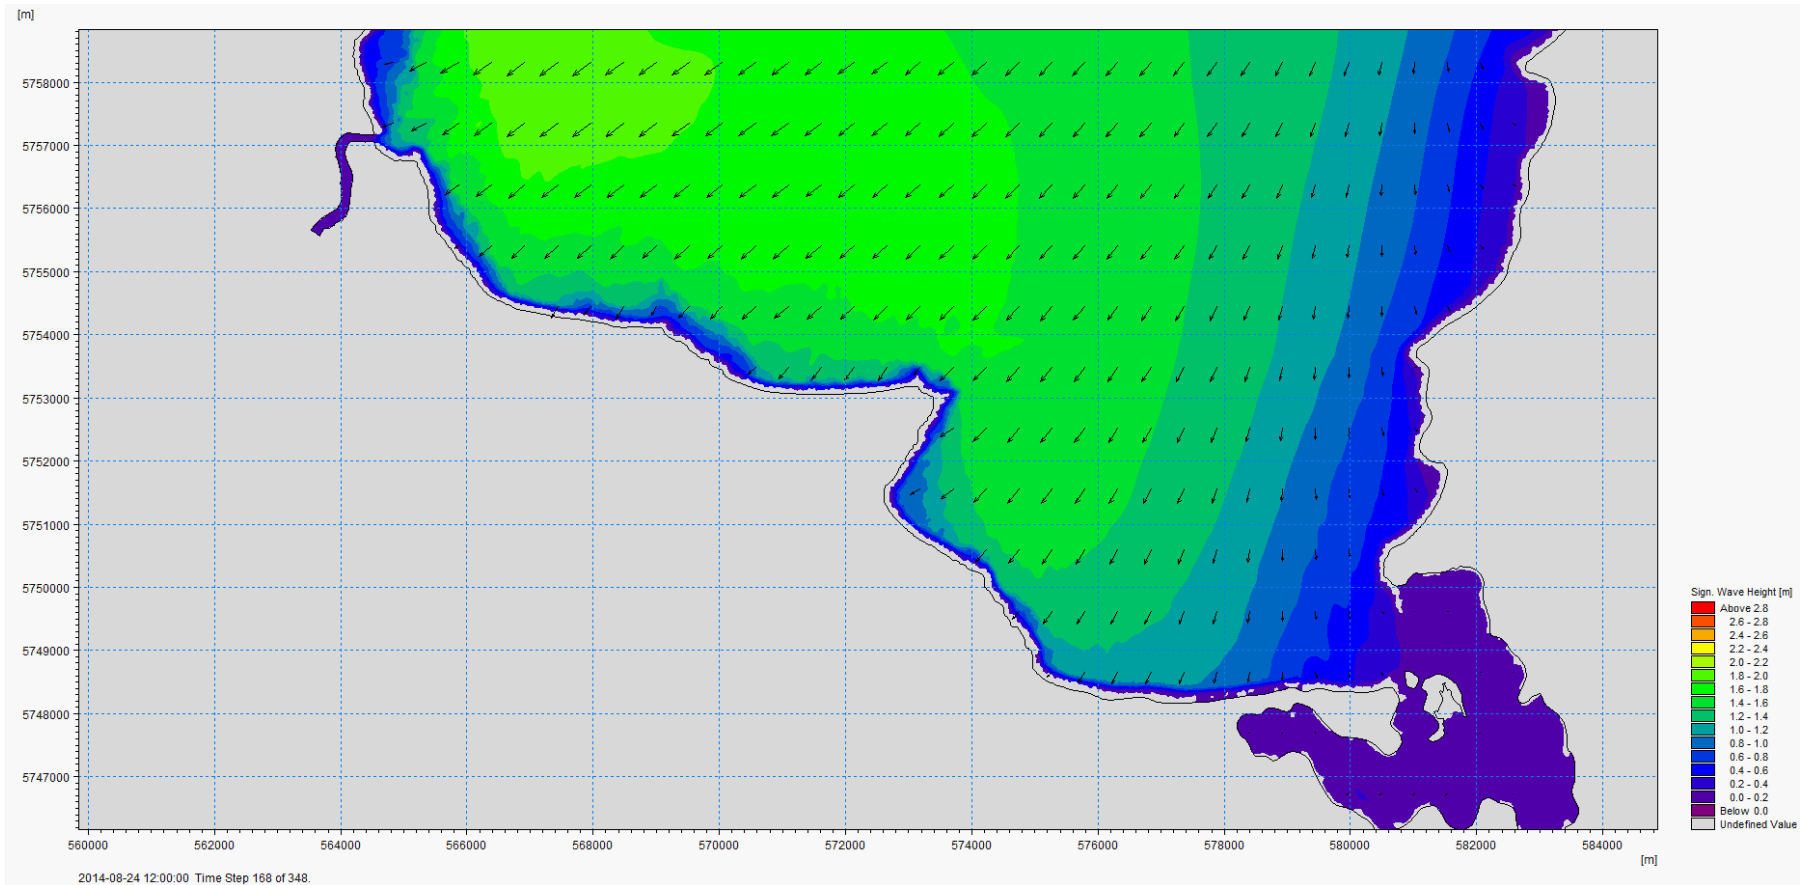 [m]
5758000
5757000
5756000
5755000
5754000
5753000
5752000
5751000
5750000
5749000
5748000
5747000
560000 562000 564000 566000 568000 570000 572000 574000 576000 578000 580000 582000 584000
[m]
Sign. Wave Height [m]
Above 2.8
2.6 - 2.8
2.4 - 2.6
2.2 - 2.4
2.0 - 2.2
1.8 - 2.0
1.6 - 1.8
1.4 - 1.6
1.2 - 1.4
1.0 - 1.2
0.8 - 1.0
0.6 - 0.8
0.4 - 0.6
0.2 - 0.4
0.0 - 0.2
Below 0.0
Undefined Value
2014-08-24 12:00:00 Time Step 168 of 348.